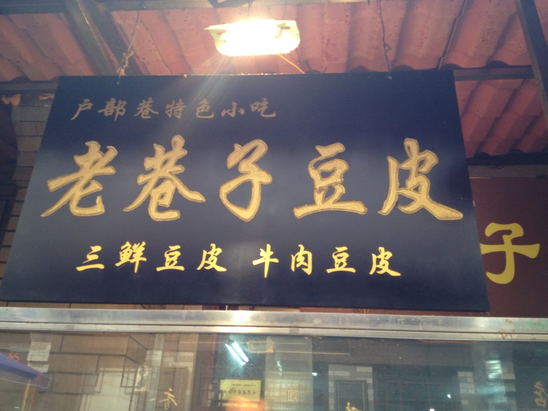 户部巷特色小吃
老巷子豆皮
三鲜豆皮 牛肉豆皮
子